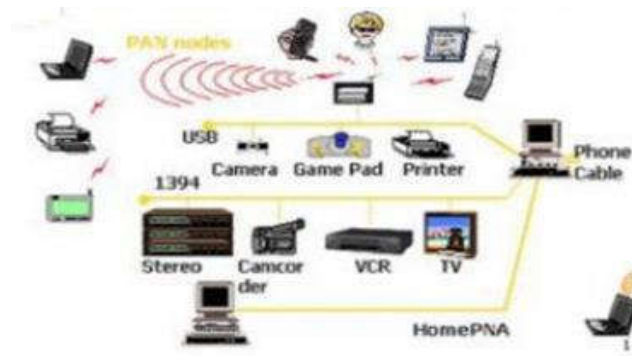 PAN nodes
USB
Camera Game Pad Printer
Phone
Cable
1394
Stereo Camcor VCR TV
der
HomePNA